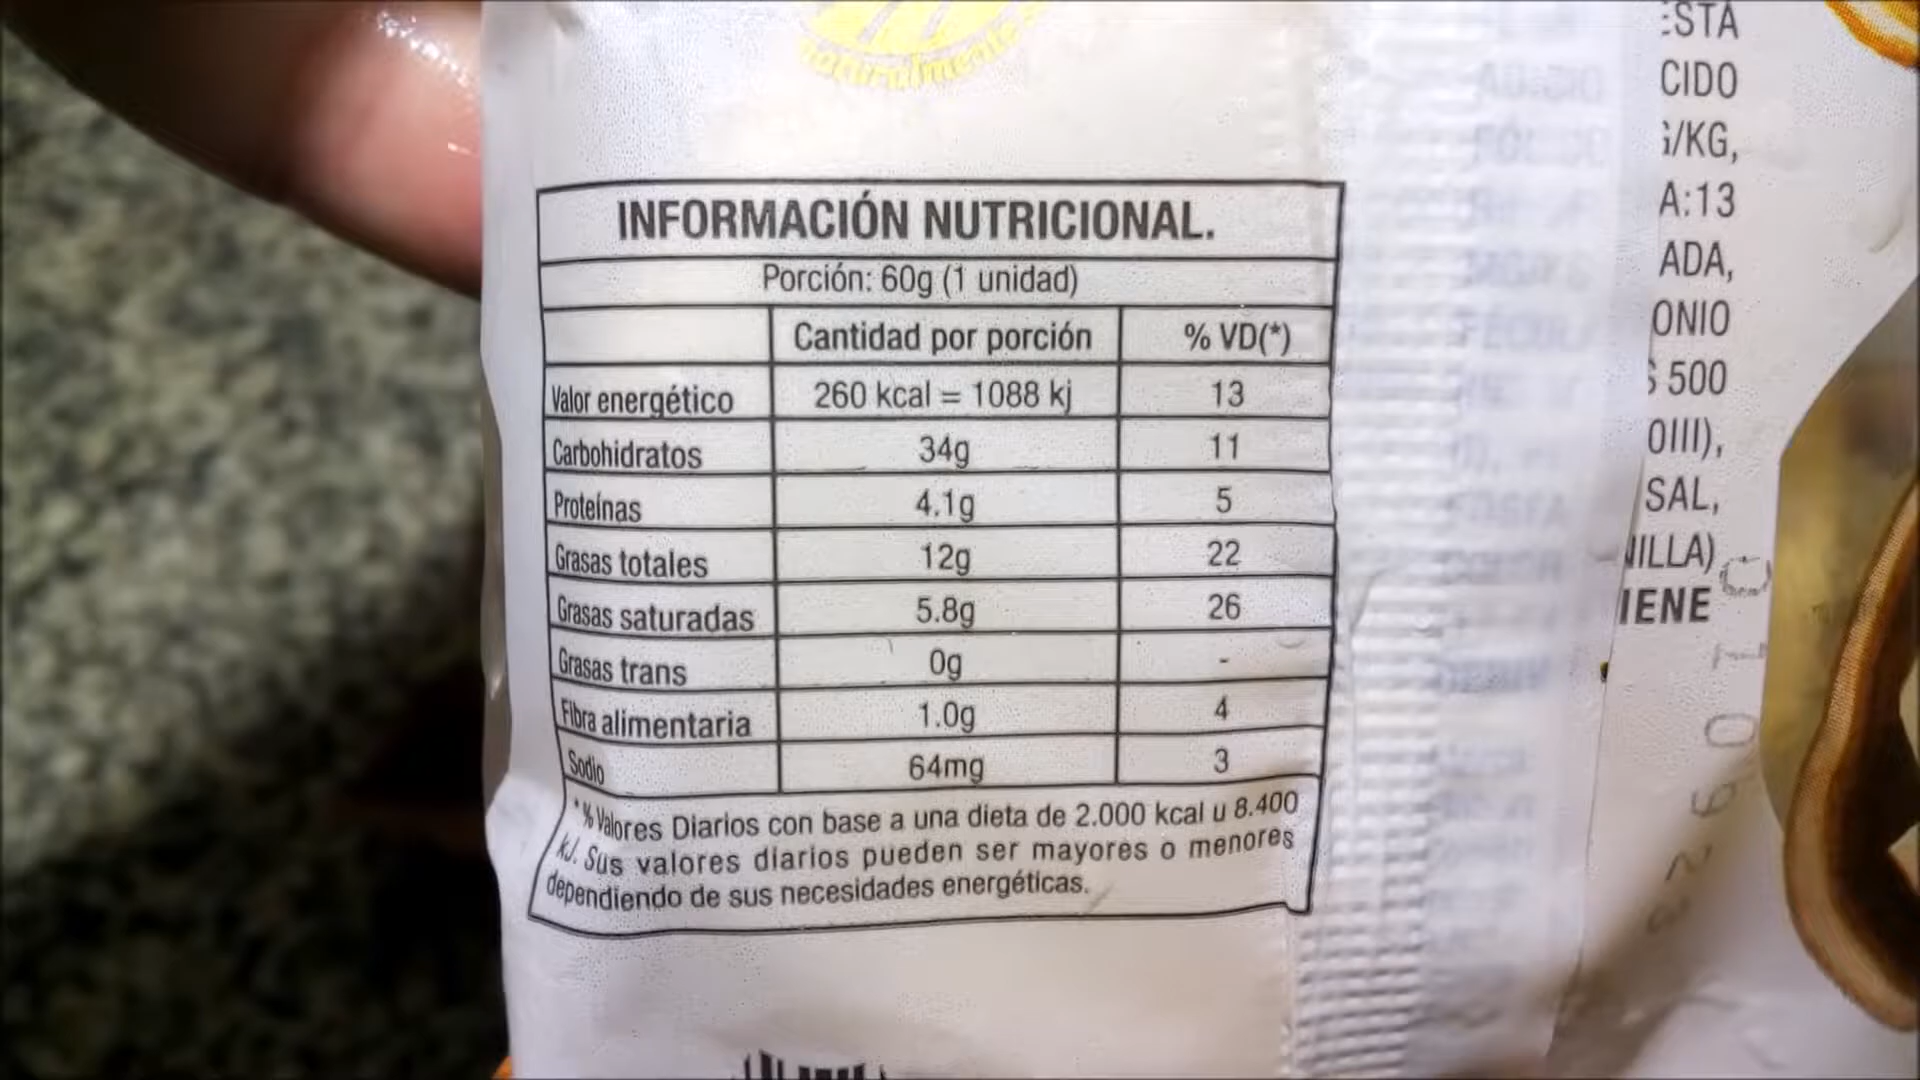 naturalmente
INFORMACIÓN NUTRICIONAL.
Porción: 60g (1 unidad)
Cantidad por porción % VD(*)
Valor energético 260 kcal = 1088 kj 13
Carbohidratos 34g 11
Proteínas 4.1g 5
Grasas totales 12g 22
Grasas saturadas 5.8g 26
Grasas trans 0g -
Fibra alimentaria 1.0g 4
Sodio 64mg 3
*% Valores Diarios con base a una dieta de 2.000 kcal u 8.400
kJ. Sus valores diarios pueden ser mayores o menores
dependiendo de sus necesidades energéticas.
CIDO
/KG,
A:13
ADA,
ONIO
500
OIII),
SAL,
ILLA)
IENE